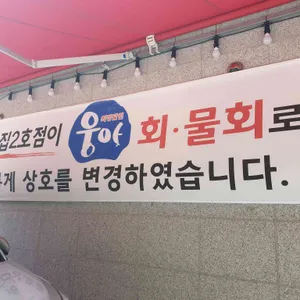 집2호점이 웅아 회·물회로
게 상호를 변경하였습니다.